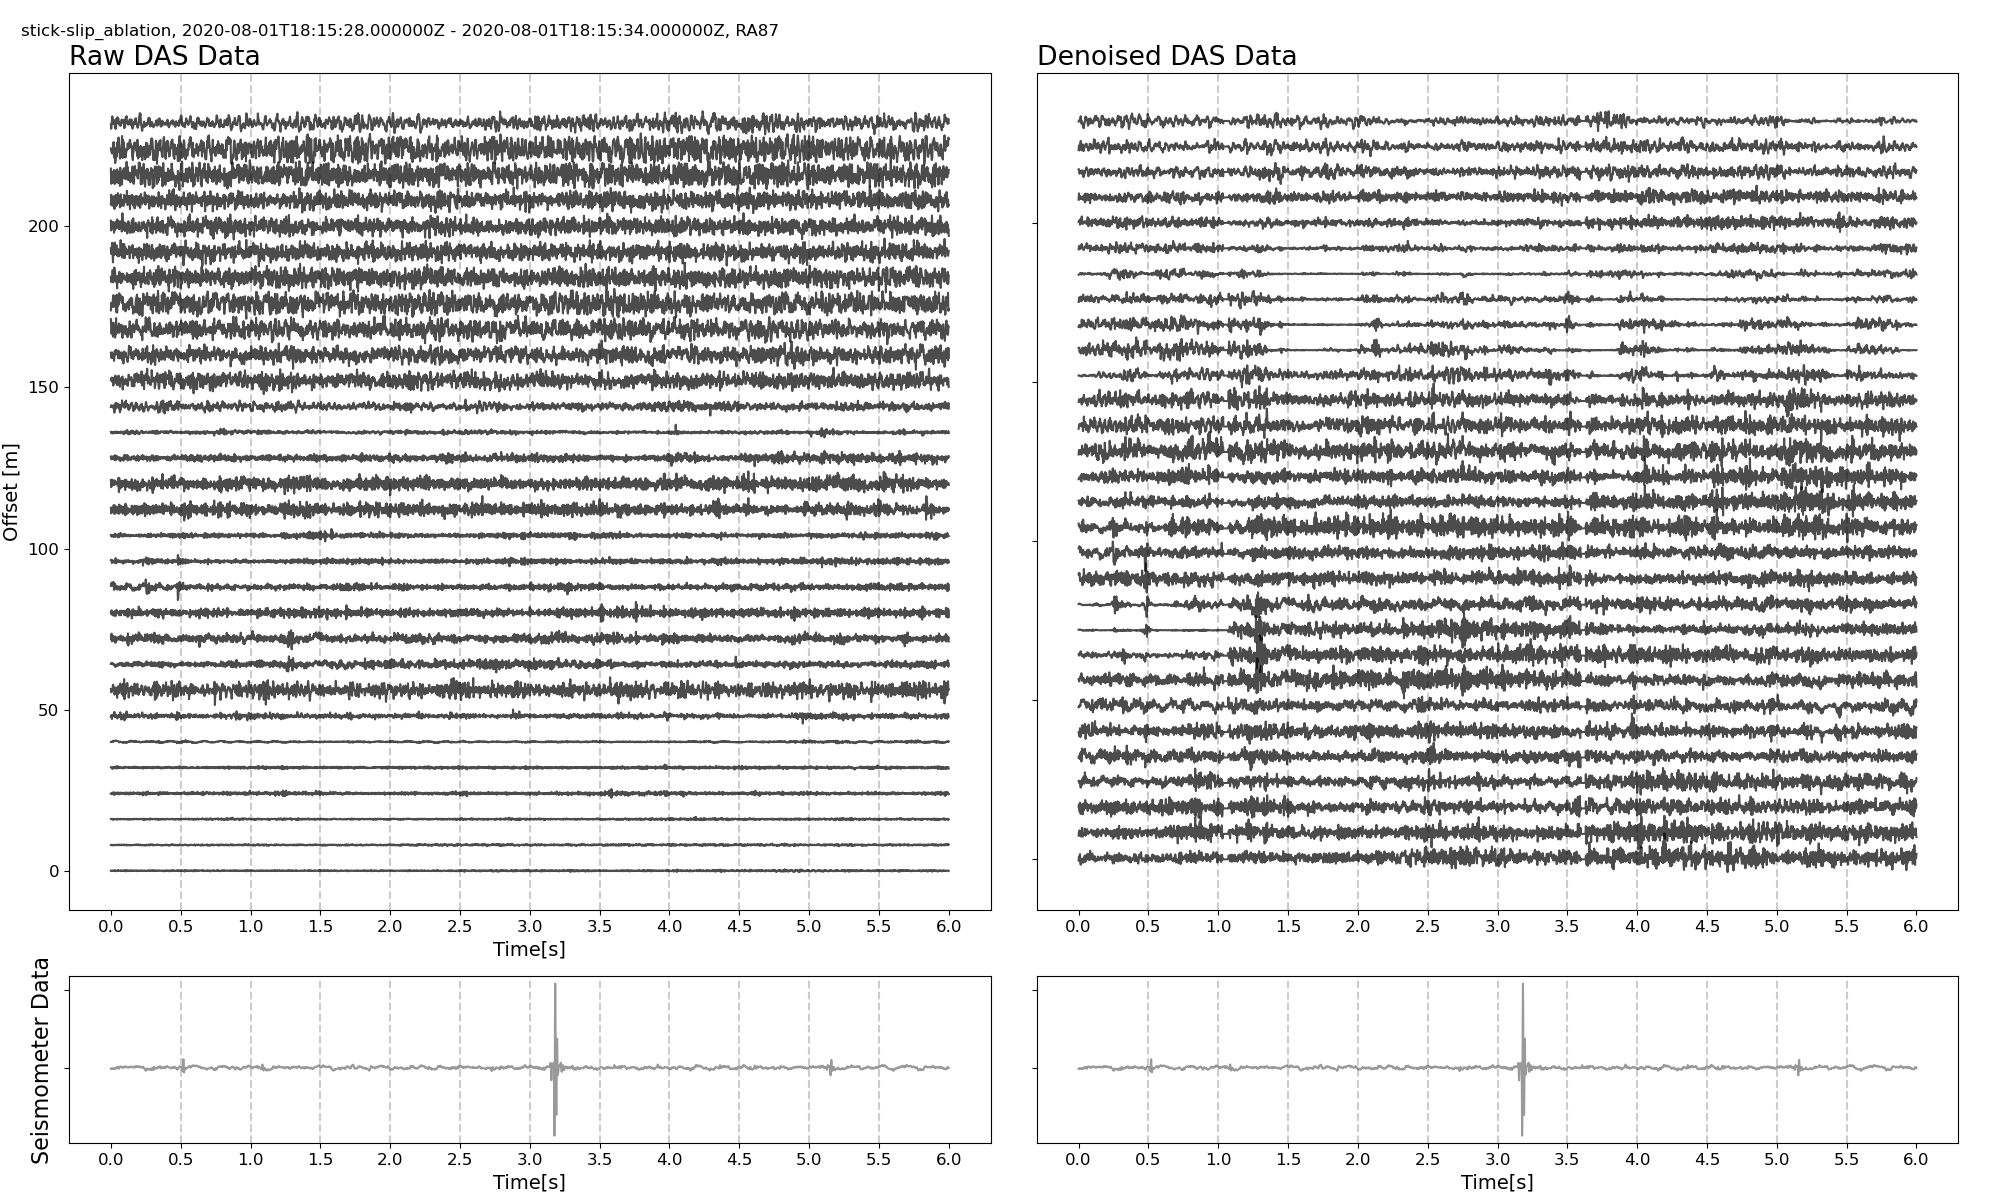 stick-slip_ablation, 2020-08-01T18:15:28.000000Z - 2020-08-01T18:15:34.000000Z, RA87
Raw DAS Data
Denoised DAS Data
Offset [m]
200
150
100
50
0
0.0 0.5 1.0 1.5 2.0 2.5 3.0 3.5 4.0 4.5 5.0 5.5 6.0
Time[s]
0.0 0.5 1.0 1.5 2.0 2.5 3.0 3.5 4.0 4.5 5.0 5.5 6.0
Seismometer Data
0.0 0.5 1.0 1.5 2.0 2.5 3.0 3.5 4.0 4.5 5.0 5.5 6.0
Time[s]
0.0 0.5 1.0 1.5 2.0 2.5 3.0 3.5 4.0 4.5 5.0 5.5 6.0
Time[s]